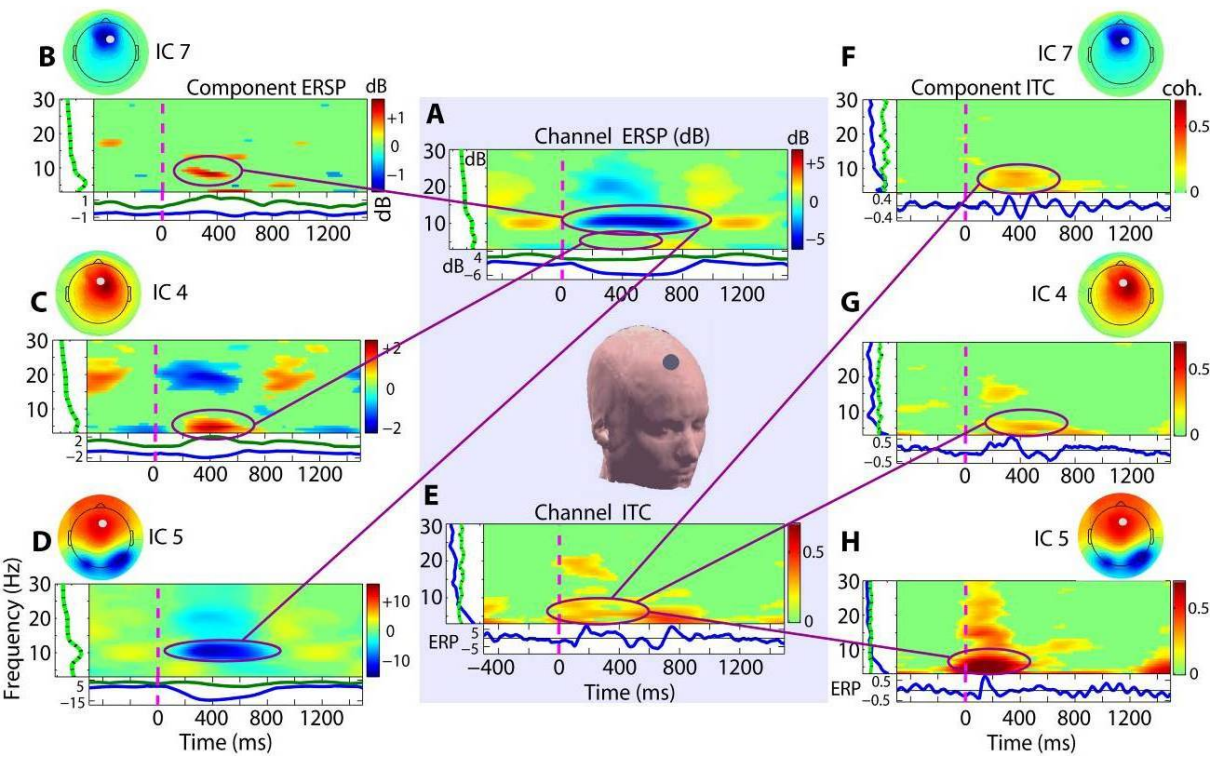 B
IC 7
Component ERSP
dB
30
20
10
+1
0
-1
1
-1
dB
0 400 800 1200
A
Channel ERSP (dB)
dB
30
20
10
dB
+5
0
-5
dB
4
-6
0 400 800 1200
F
IC 7
Component ITC
coh.
30
20
10
0.5
0
0.4
-0.4
0 400 800 1200
C
IC 4
30
20
10
+2
0
-2
2
-2
0 400 800 1200
G
IC 4
30
20
10
0.5
0
0.5
-0.5
0 400 800 1200
D
IC 5
Frequency (Hz)
30
20
10
+10
0
-10
5
-15
0 400 800 1200
Time (ms)
E
Channel ITC
30
20
10
0.5
0
ERP
5
-5
-400 0 400 800 1200
Time (ms)
H
IC 5
30
20
10
0.5
0
ERP
0.5
-0.5
0 400 800 1200
Time (ms)